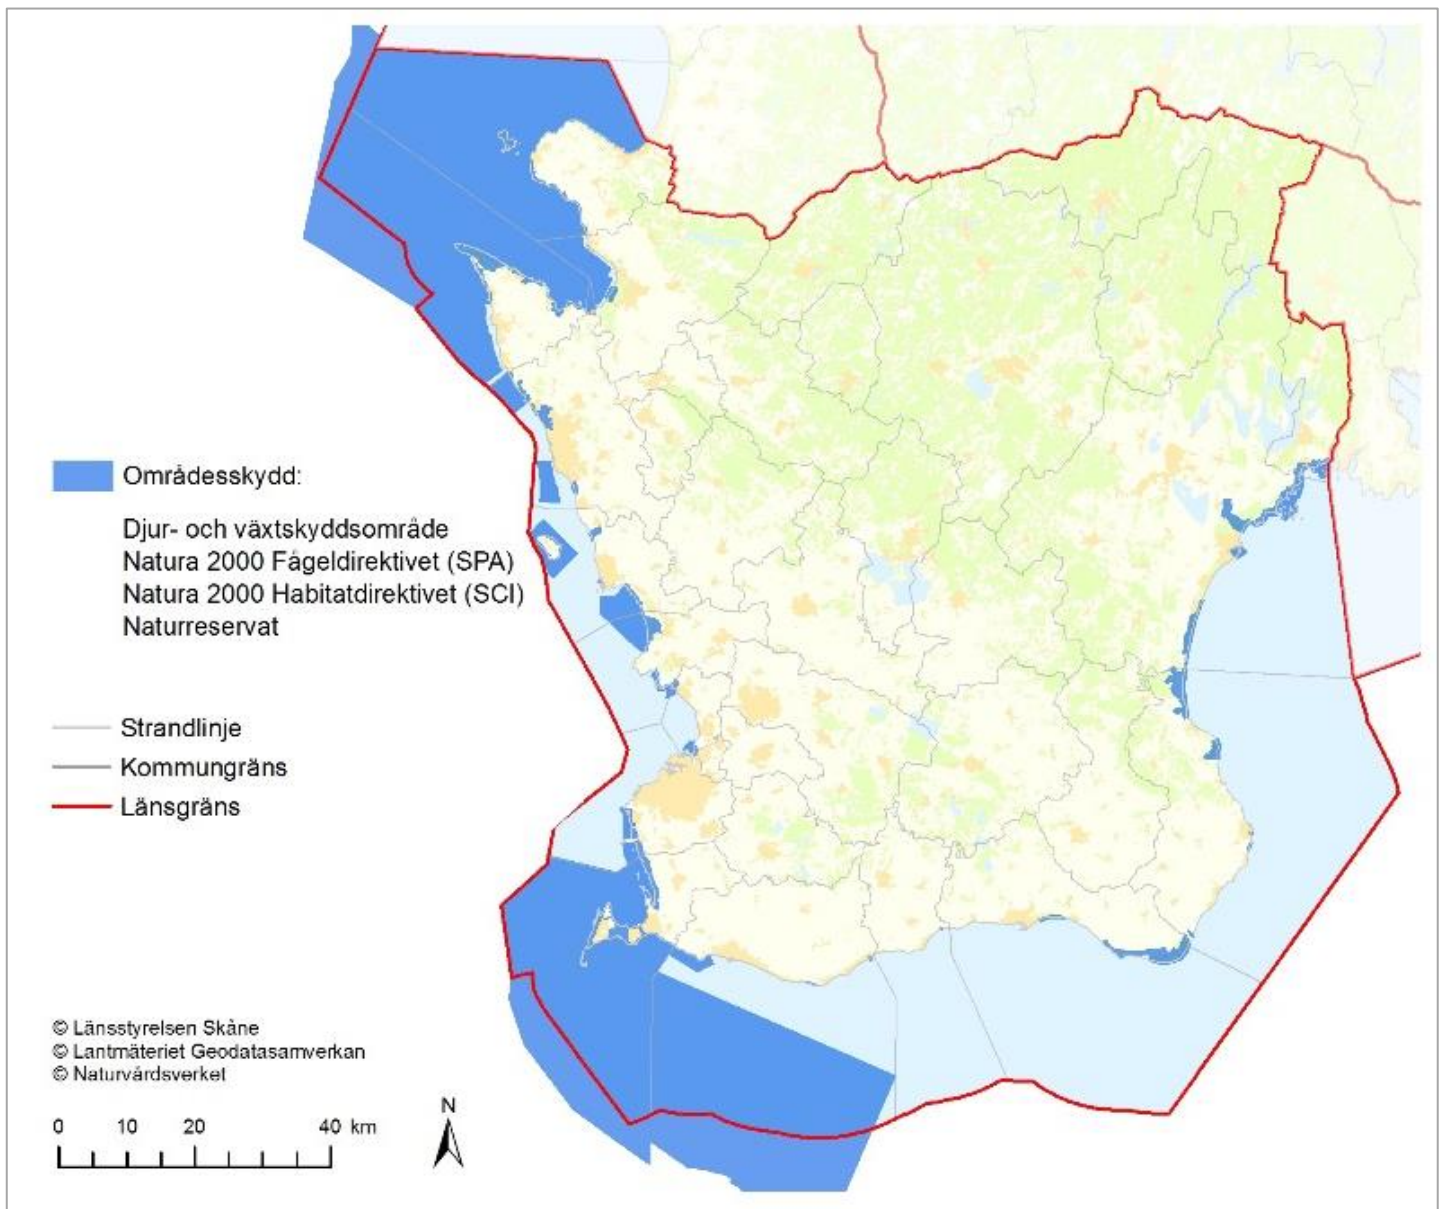 Områdesskydd:
Djur- och växtskyddsområde
Natura 2000 Fågeldirektivet (SPA)
Natura 2000 Habitatdirektivet (SCI)
Naturreservat
Strandlinje
Kommungräns
Länsgräns
© Länsstyrelsen Skåne
© Lantmäteriet Geodatasamverkan
© Naturvårdsverket
0 10 20 40 km
N